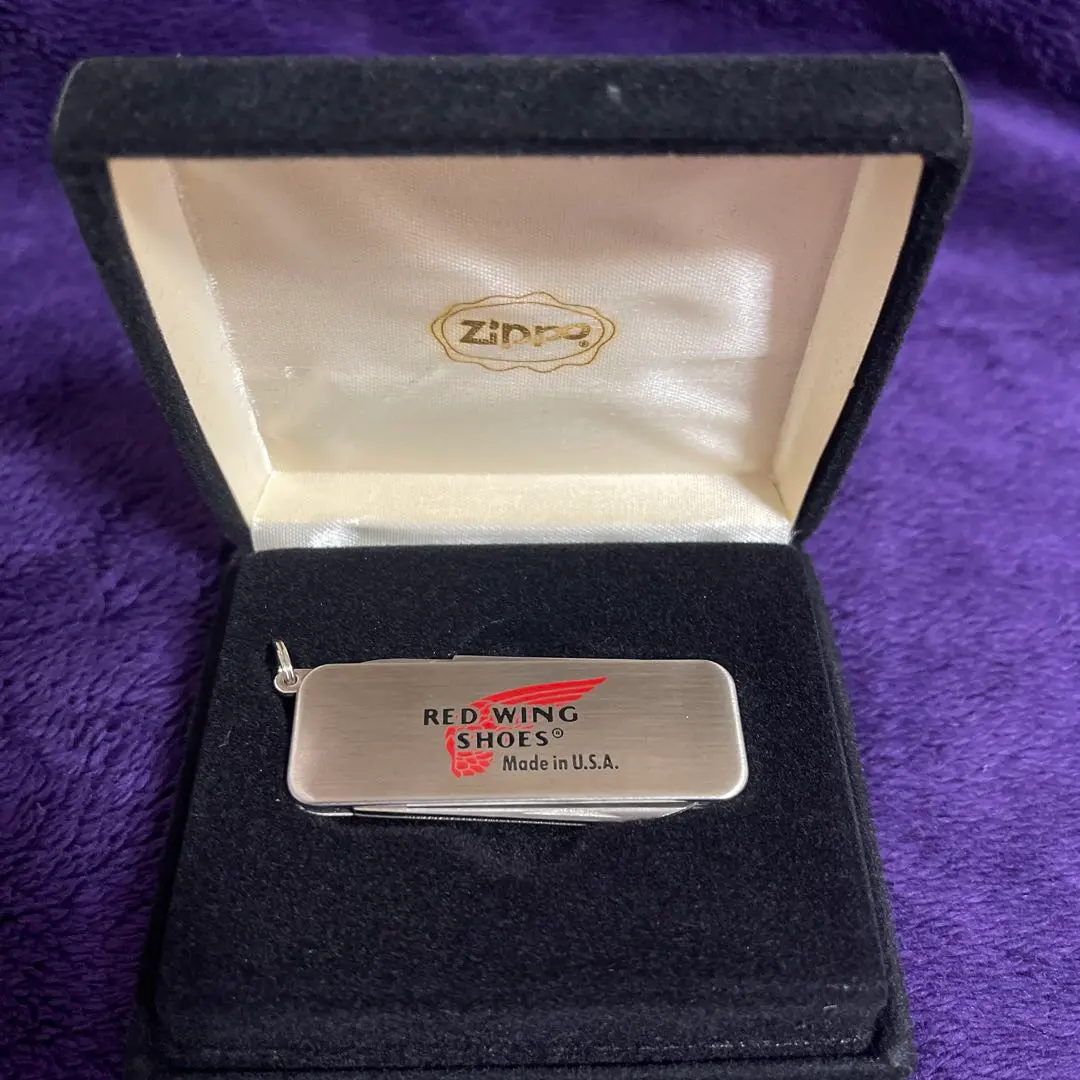 Zippo®
RED WING
SHOES®
Made in U.S.A.